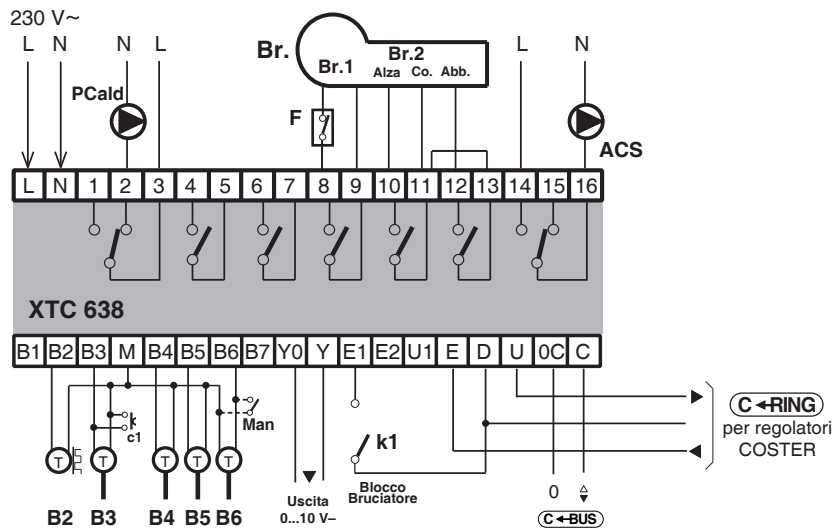 230 V~
L N N L L N
PCald
Br.
Br.1
Br.2
Alza Co. Abb.
F
ACS
L N 1 2 3 4 5 6 7 8 9 10 11 12 13 14 15 16
XTC 638
B1 B2 B3 M B4 B5 B6 B7 Y0 Y E1 E2 U1 E D U 0C C
c1
Man
k1
T T T T T
B2 B3 B4 B5 B6
Uscita
0...10 V–
Blocco
Bruciatore
0
C-BUS
C-RING
per regolatori
COSTER